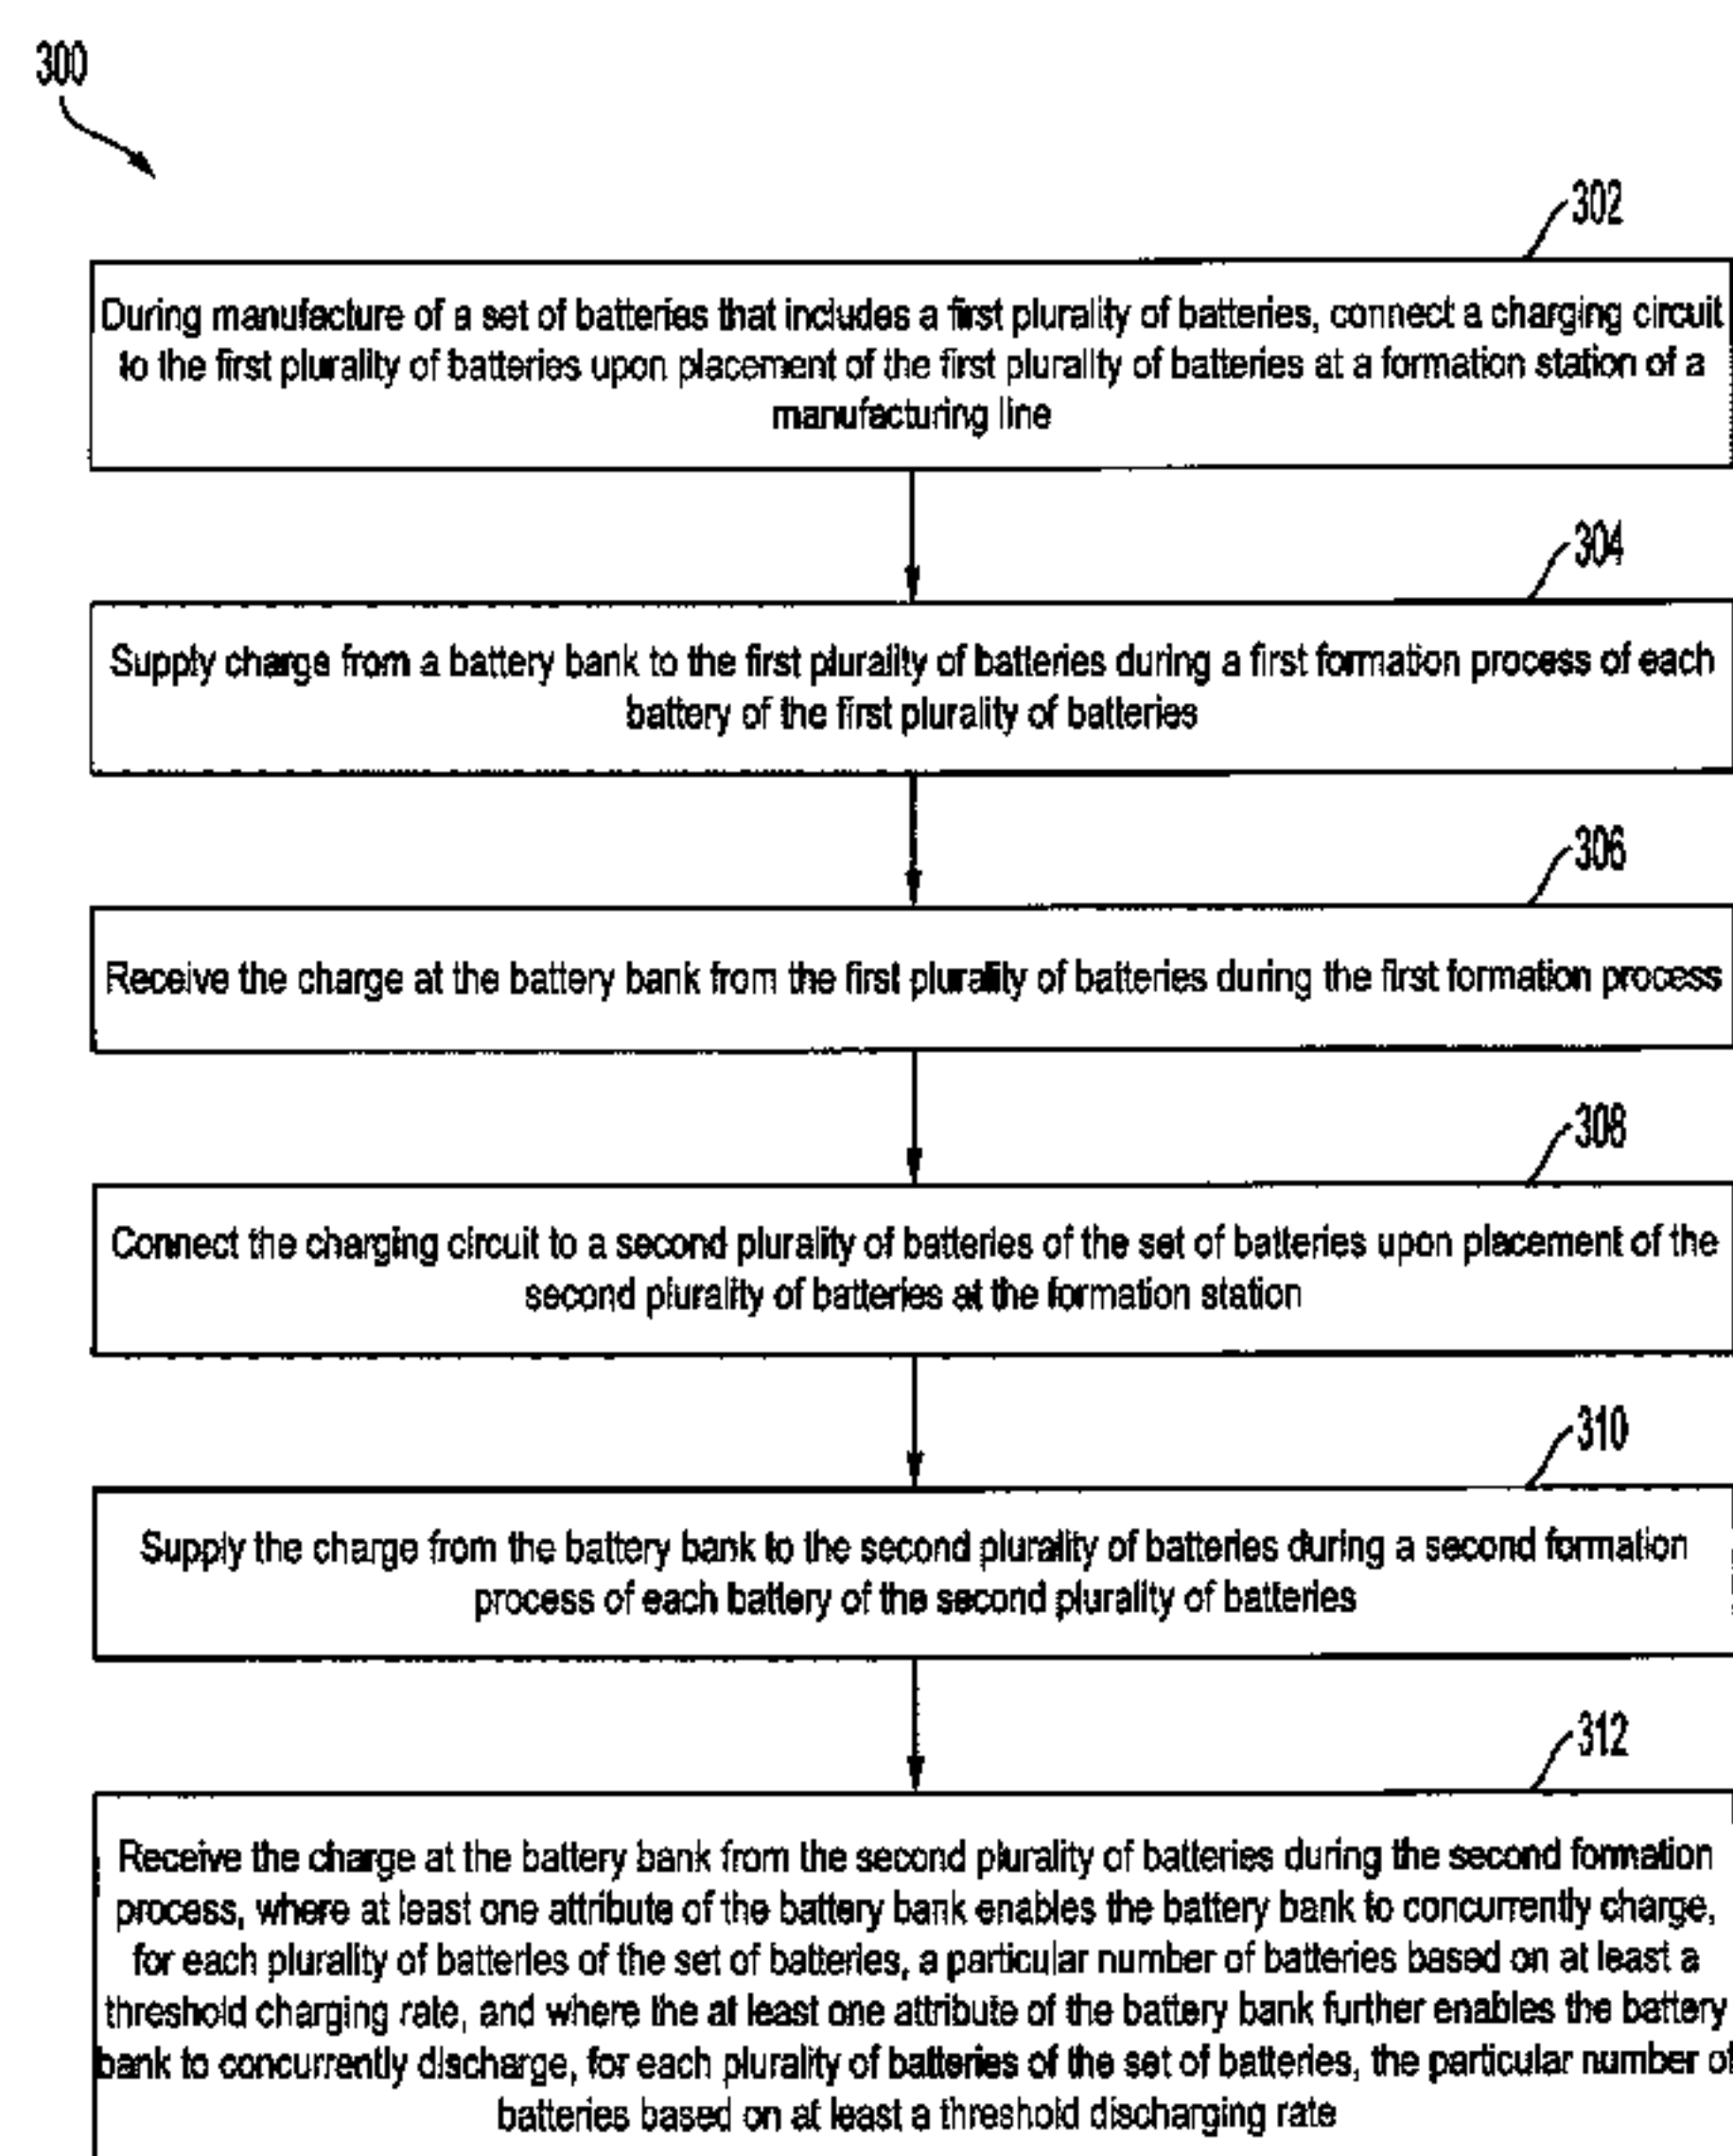 300
302
During manufacture of a set of batteries that includes a first plurality of batteries, connect a charging circuit
to the first plurality of batteries upon placement of the first plurality of batteries at a formation station of a
manufacturing line
304
Supply charge from a battery bank to the first plurality of batteries during a first formation process of each
battery of the first plurality of batteries
306
Receive the charge at the battery bank from the first plurality of batteries during the first formation process
308
Connect the charging circuit to a second plurality of batteries of the set of batteries upon placement of the
second plurality of batteries at the formation station
310
Supply the charge from the battery bank to the second plurality of batteries during a second formation
process of each battery of the second plurality of batteries
312
Receive the charge at the battery bank from the second plurality of batteries during the second formation
process, where at least one attribute of the battery bank enables the battery bank to concurrently charge,
for each plurality of batteries of the set of batteries, a particular number of batteries based on at least a
threshold charging rate, and where the at least one attribute of the battery bank further enables the battery
bank to concurrently discharge, for each plurality of batteries of the set of batteries, the particular number of
batteries based on at least a threshold discharging rate